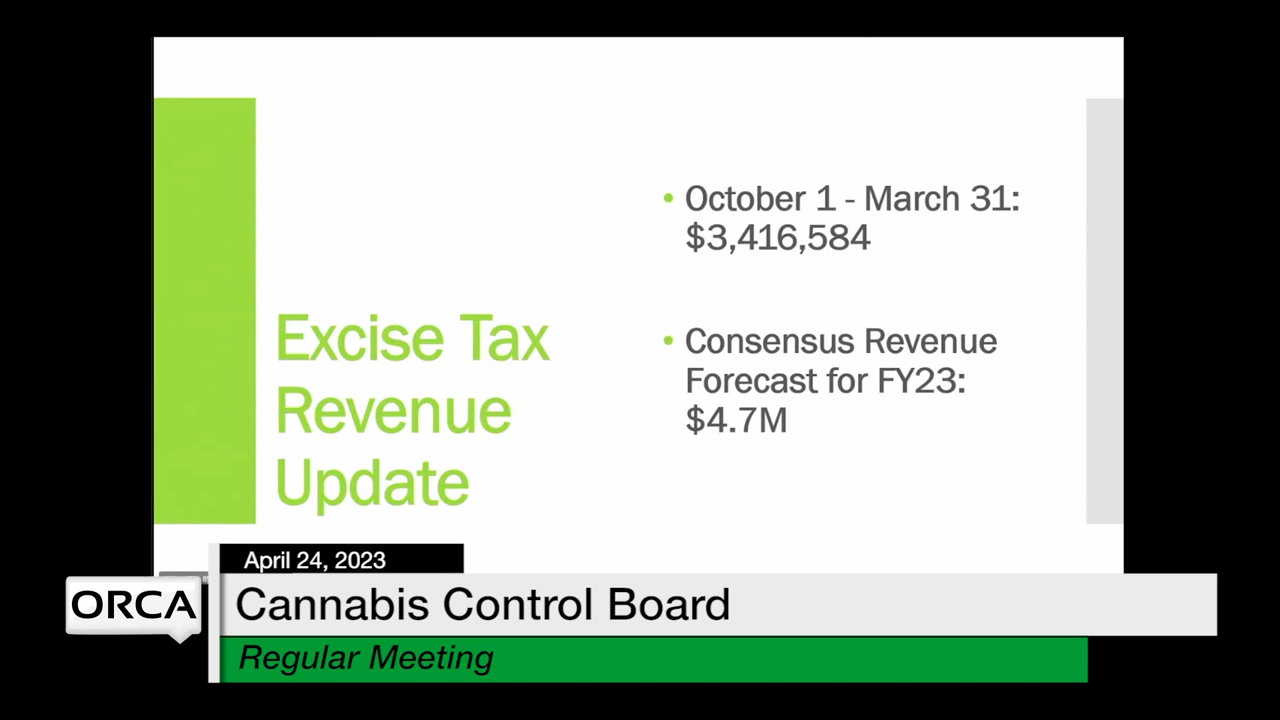 • October 1 - March 31:
$3,416,584
• Consensus Revenue
Forecast for FY23:
$4.7M
Excise Tax
Revenue
Update
April 24, 2023
ORCA
Cannabis Control Board
Regular Meeting